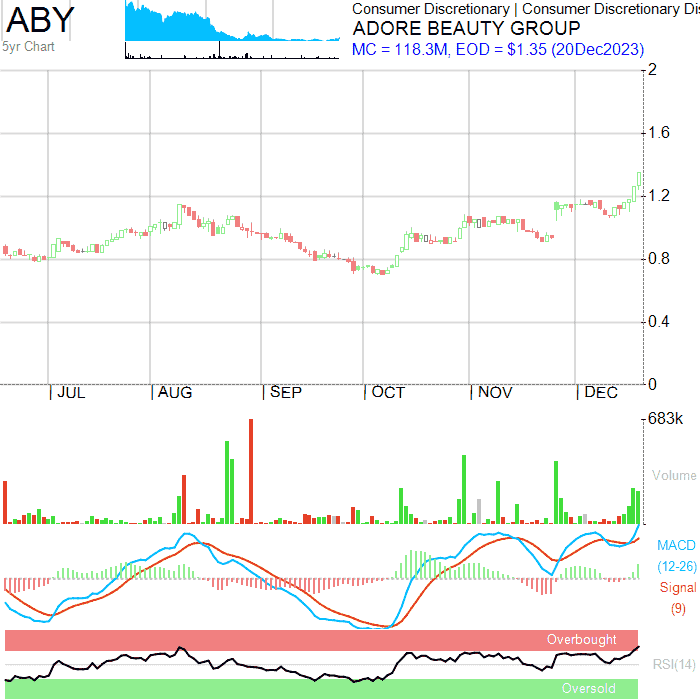 ABY
5yr Chart
Consumer Discretionary | Consumer Discretionary Dis
ADORE BEAUTY GROUP
MC = 118.3M, EOD = $1.35 (20Dec2023)
2
1.6
1.2
0.8
0.4
0
| JUL | AUG | SEP | OCT | NOV | DEC
683k
Volume
MACD
(12-26)
Signal
(9)
Overbought
RSI(14)
Oversold